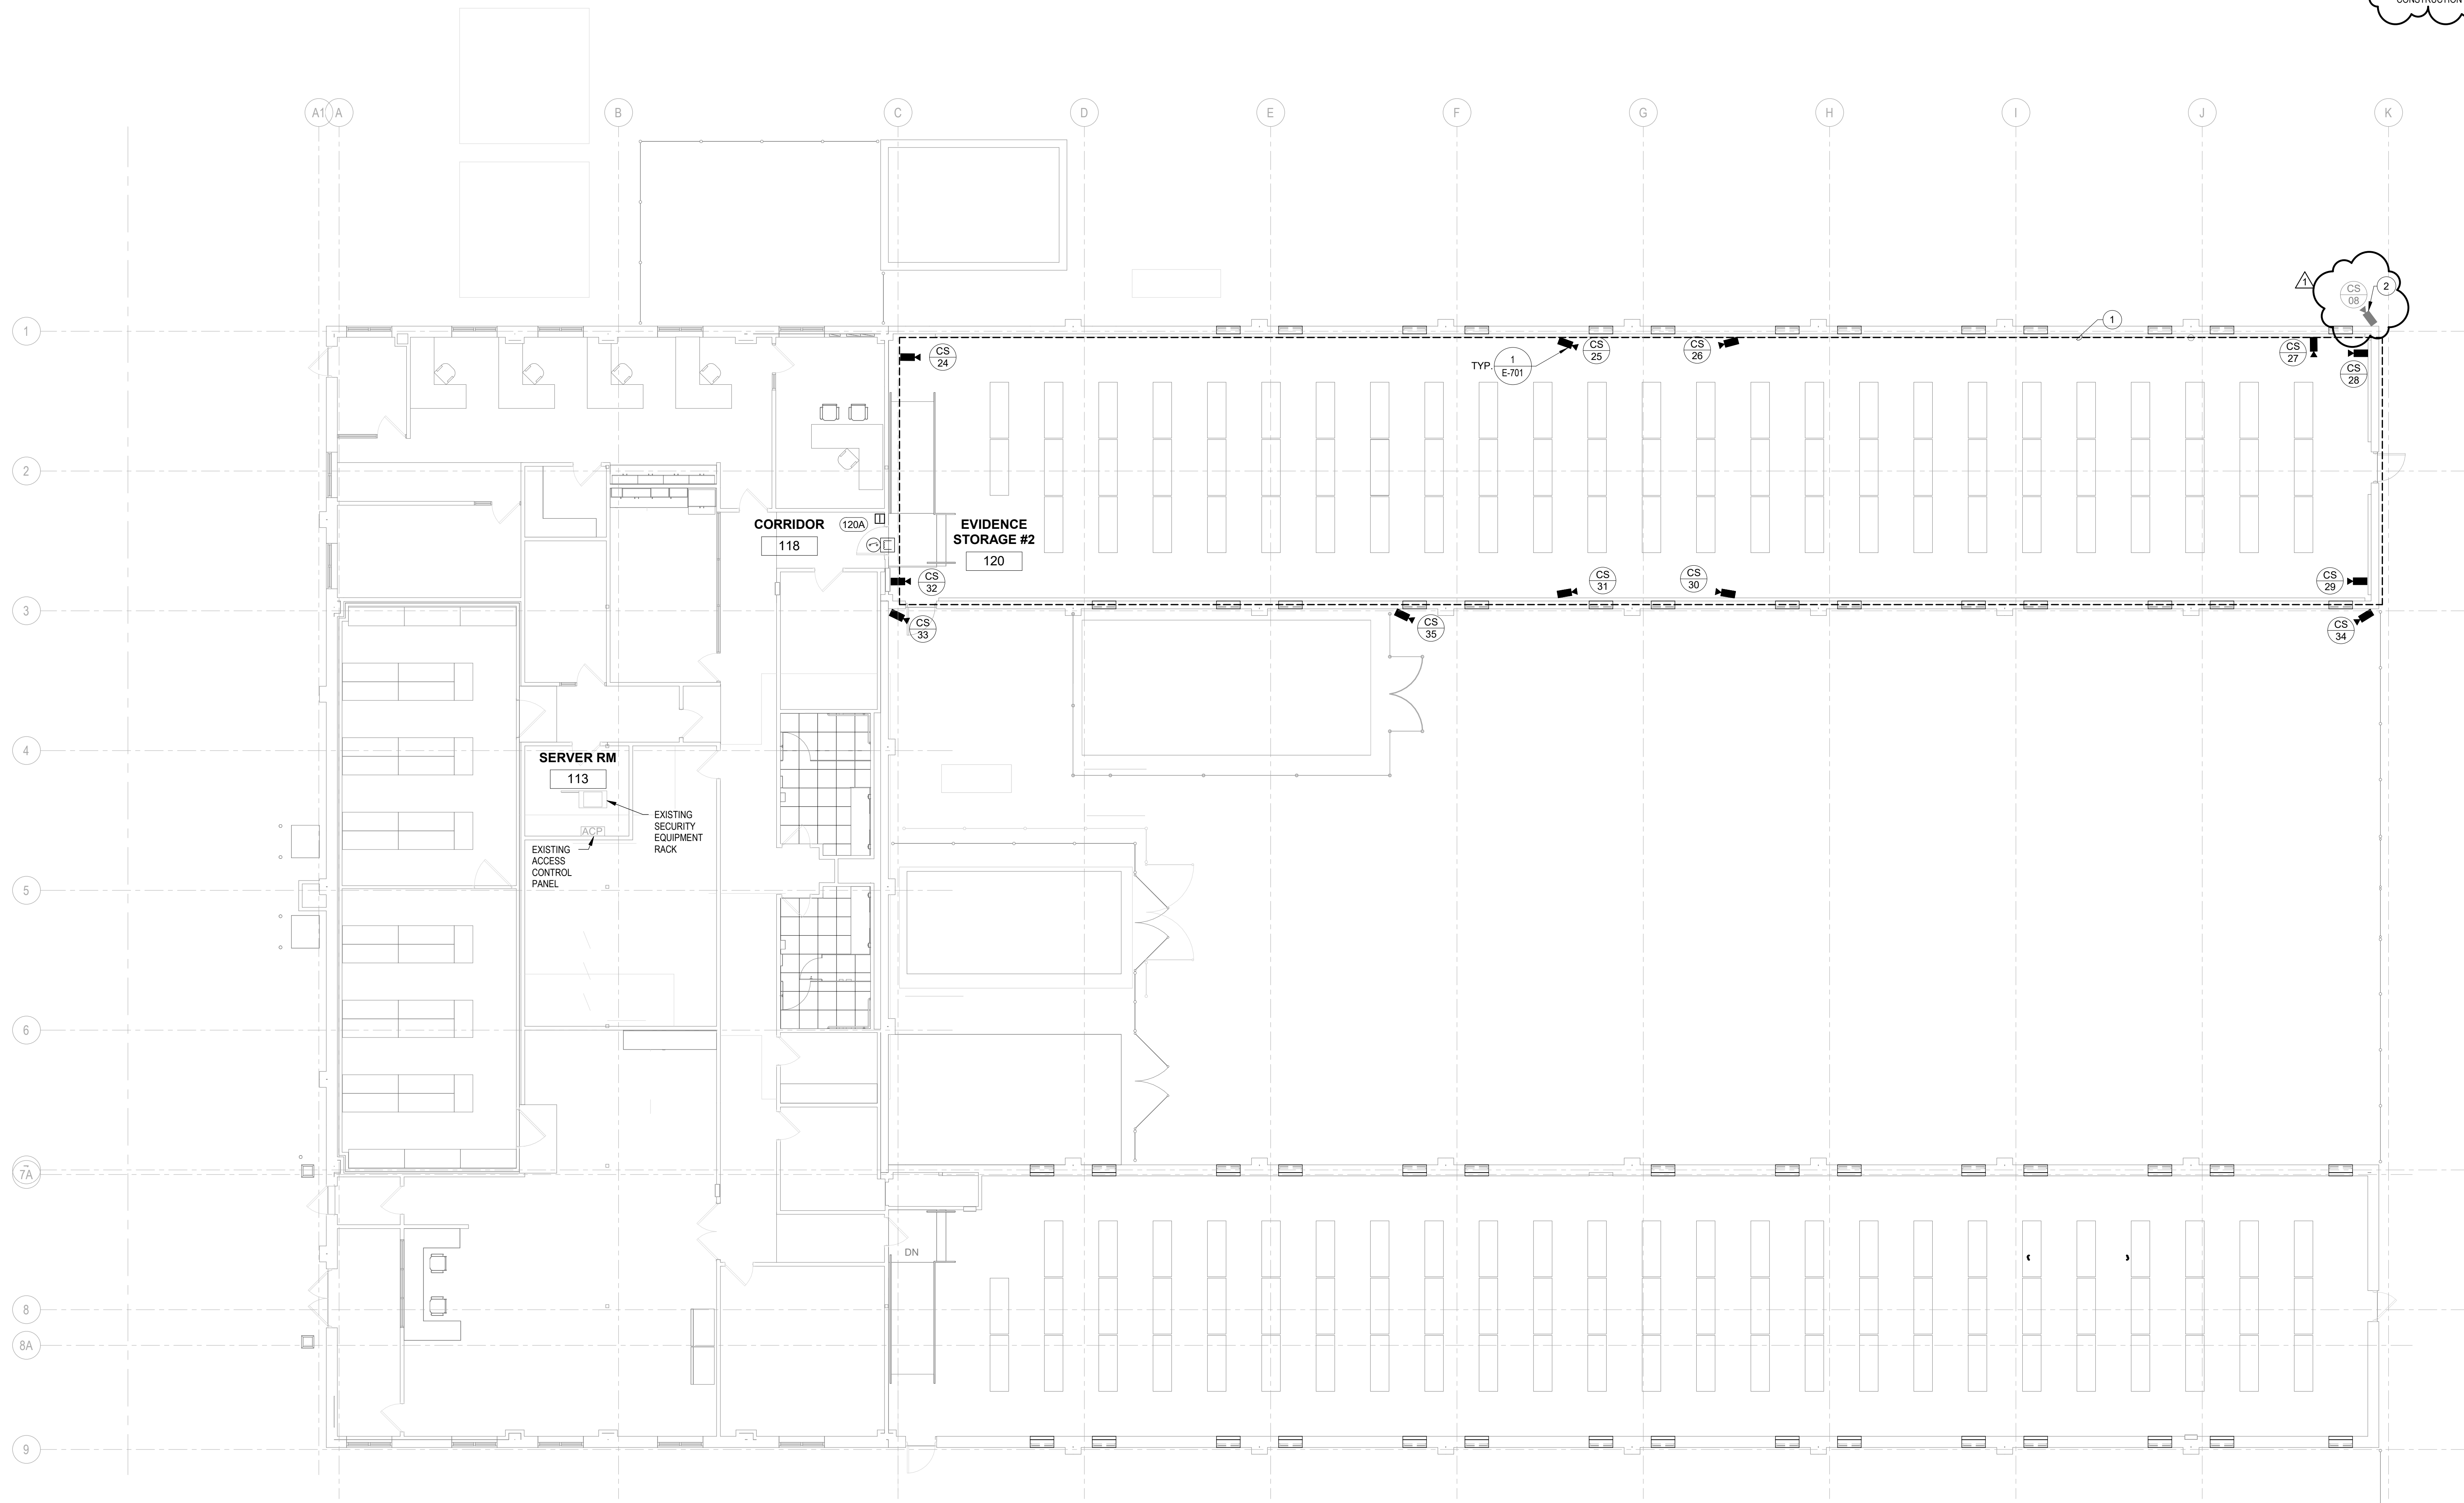 CONSTRUCTION
A1
A
B
C
D
E
F
G
H
I
J
K
1
CS
08
2
1
1
CS
24
TYP.
1
E-701
CS
25
CS
26
CS
27
CS
28
2
CORRIDOR
118
120A
EVIDENCE
STORAGE #2
120
CS
32
CS
31
CS
30
CS
29
3
CS
33
CS
35
CS
34
4
SERVER RM
113
EXISTING
SECURITY
EQUIPMENT
RACK
ACP
EXISTING
ACCESS
CONTROL
PANEL
5
6
7A
DN
8
8A
9